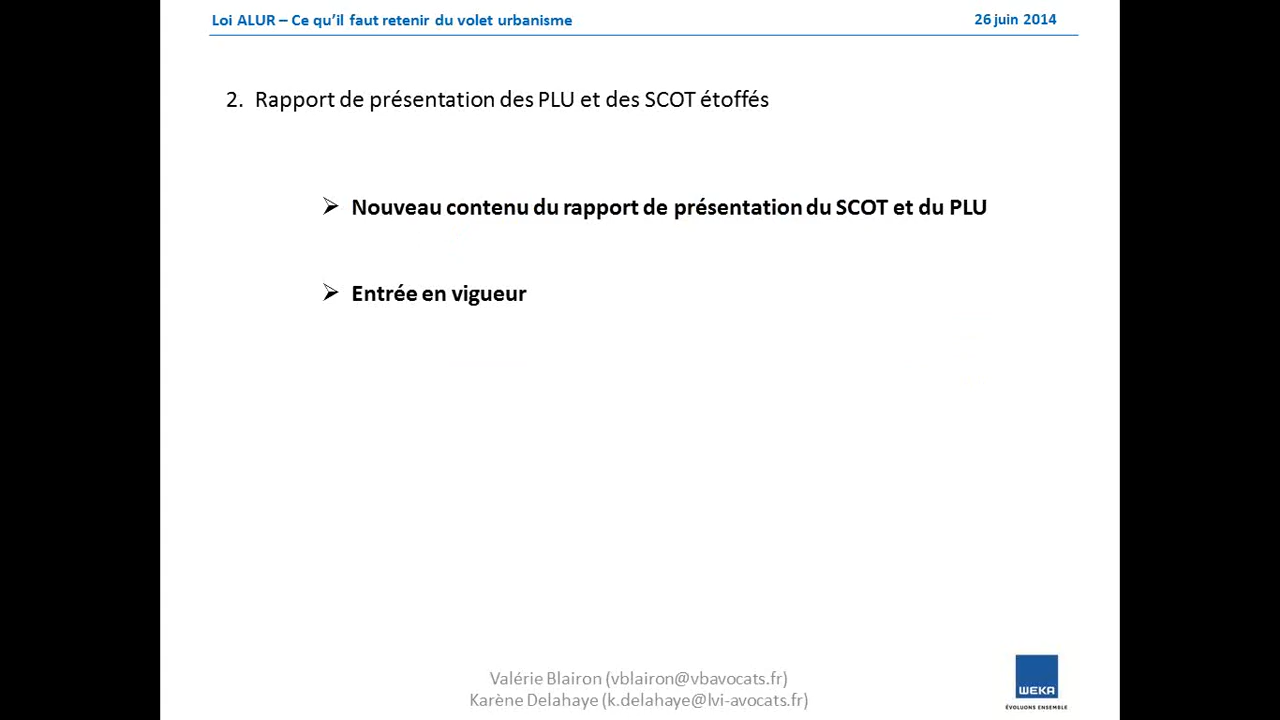 Loi ALUR – Ce qu’il faut retenir du volet urbanisme
26 juin 2014
2. Rapport de présentation des PLU et des SCOT étoffés
➢ Nouveau contenu du rapport de présentation du SCOT et du PLU
➢ Entrée en vigueur
Valérie Blairon (vblairon@vbavocats.fr)
Karène Delahaye (k.delahaye@lvi-avocats.fr)
WEKA
ÉVOLUONS ENSEMBLE